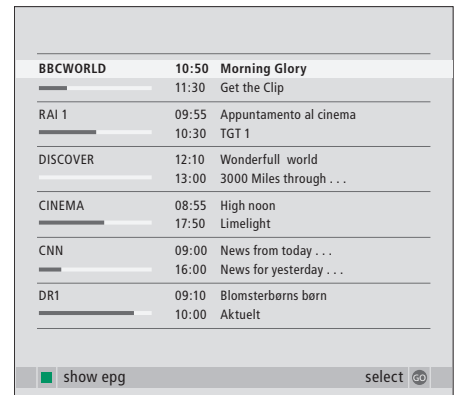 BBCWORLD 10:50 Morning Glory
11:30 Get the Clip
RAI 1 09:55 Appuntamento al cinema
10:30 TGT 1
DISCOVER 12:10 Wonderfull world
13:00 3000 Miles through . . .
CINEMA 08:55 High noon
17:50 Limelight
CNN 09:00 News from today . . .
16:00 News for yesterday . . .
DR1 09:10 Blomsterbørns børn
10:00 Aktuelt
show epg select GO